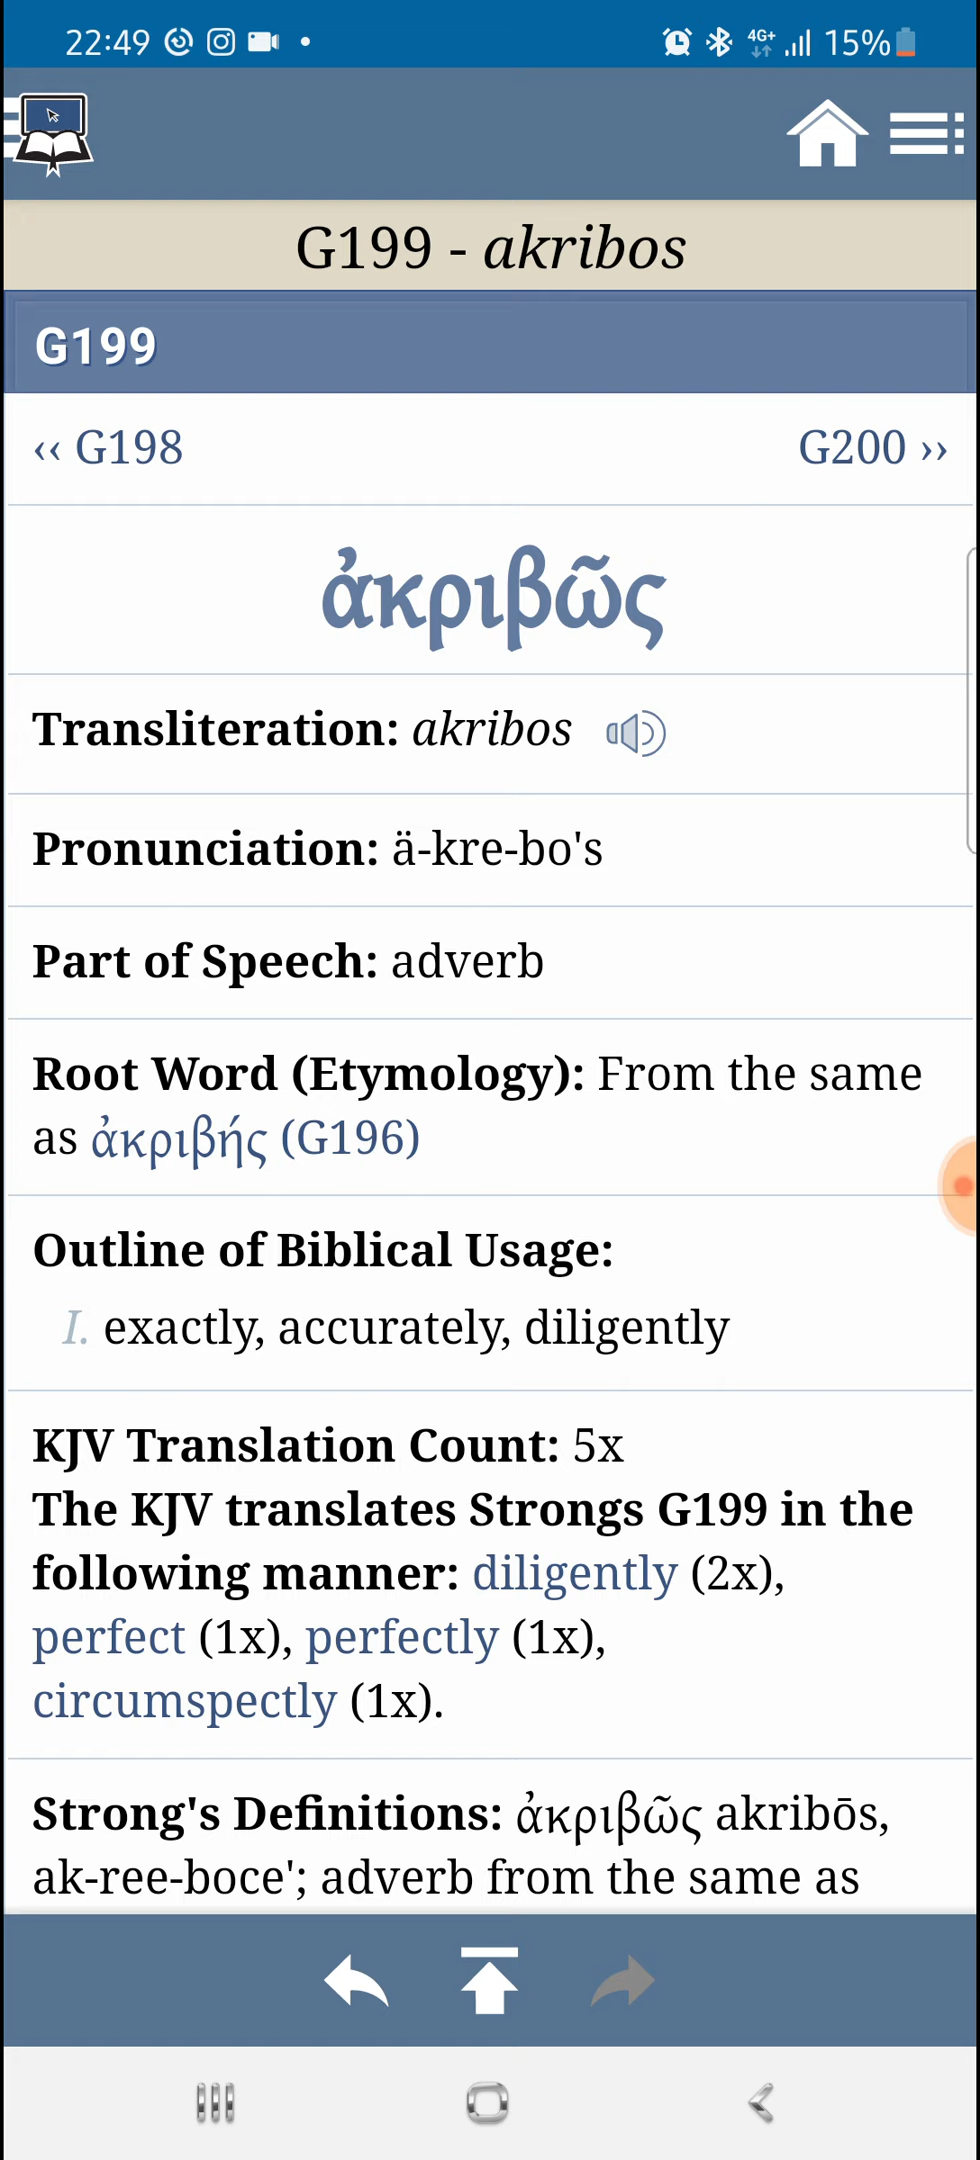 22:49 4G+ 15%
G199 - akribos
G199
‹‹ G198 G200 ››
ἀκριβῶς
Transliteration: akribos
Pronunciation: ä-kre-bo's
Part of Speech: adverb
Root Word (Etymology): From the same
as ἀκριβής (G196)
Outline of Biblical Usage:
I. exactly, accurately, diligently
KJV Translation Count: 5x
The KJV translates Strongs G199 in the
following manner: diligently (2x),
perfect (1x), perfectly (1x),
circumspectly (1x).
Strong's Definitions: ἀκριβῶς akribōs,
ak-ree-boce'; adverb from the same as